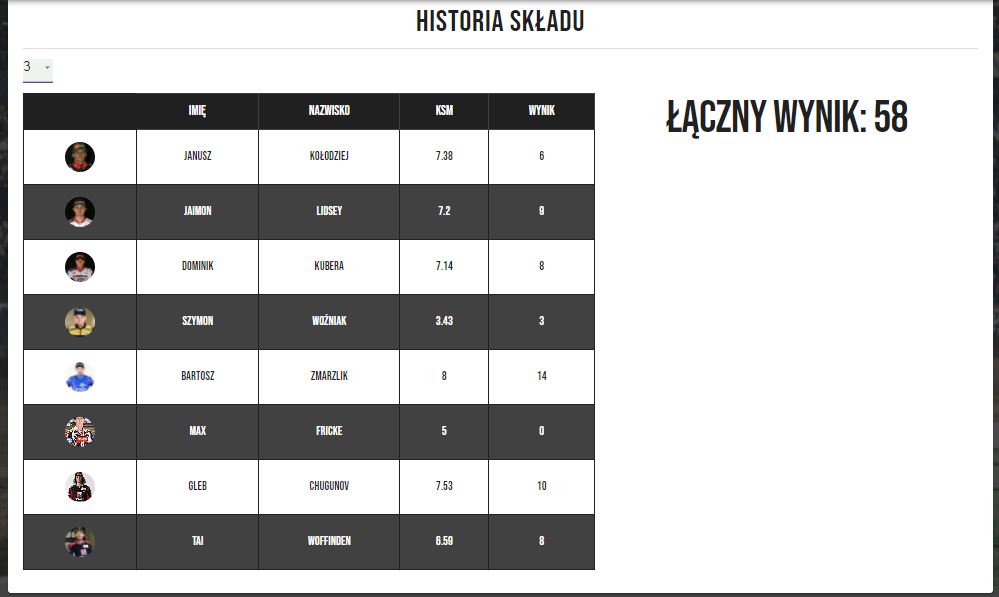 HISTORIA SKŁADU
3
IMIĘ NAZWISKO KSM WYNIK
ŁĄCZNY WYNIK: 58
JANUSZ KOŁODZIEJ 7.38 6
JAIMON LIDSEY 7.2 9
DOMINIK KUBERA 7.14 8
SZYMON WOŹNIAK 3.43 3
BARTOSZ ZMARZLIK 8 14
MAX FRICKE 5 0
GLEB CHUGUNOV 7.53 10
TAI WOFFINDEN 6.59 8